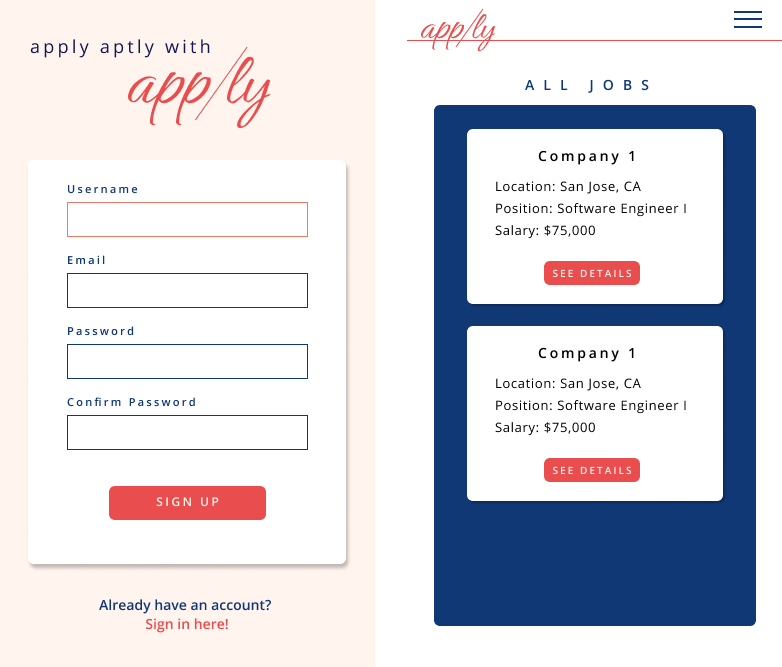 apply aptly with
app/ly
Username
Email
Password
Confirm Password
SIGN UP
Already have an account?
Sign in here!
app/ly
ALL JOBS
Company 1
Location: San Jose, CA
Position: Software Engineer I
Salary: $75,000
SEE DETAILS
Company 1
Location: San Jose, CA
Position: Software Engineer I
Salary: $75,000
SEE DETAILS